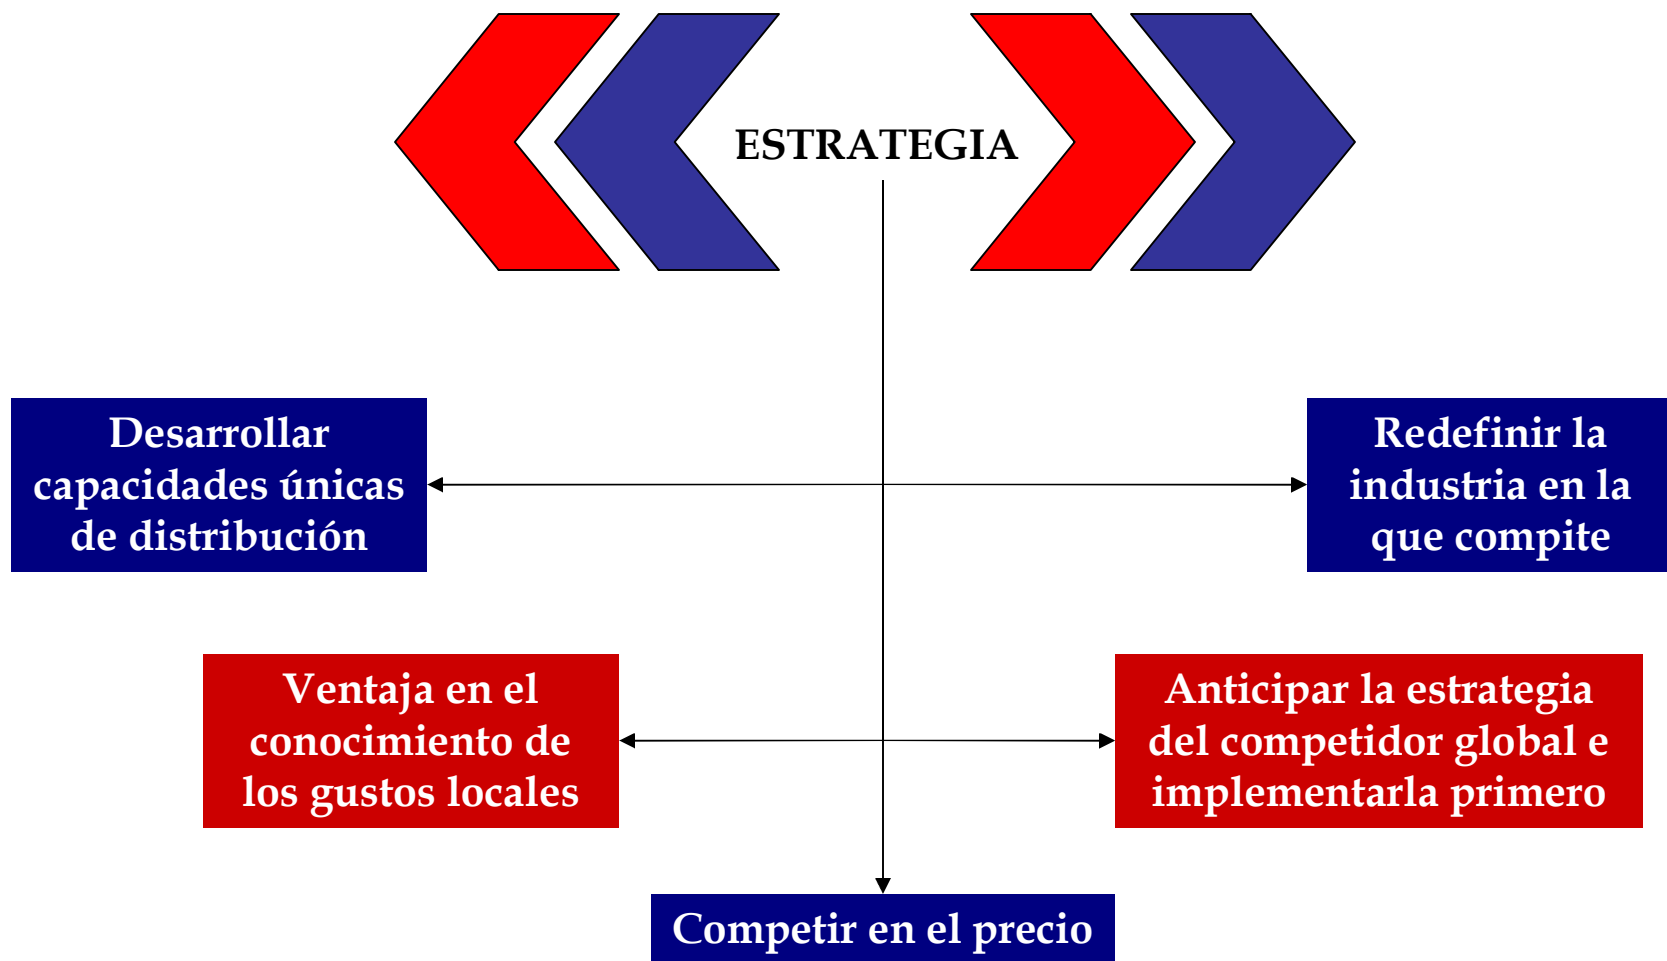 ESTRATEGIA
Desarrollar
capacidades únicas
de distribución
Redefinir la
industria en la
que compite
Ventaja en el
conocimiento de
los gustos locales
Anticipar la estrategia
del competidor global e
implementarla primero
Competir en el precio